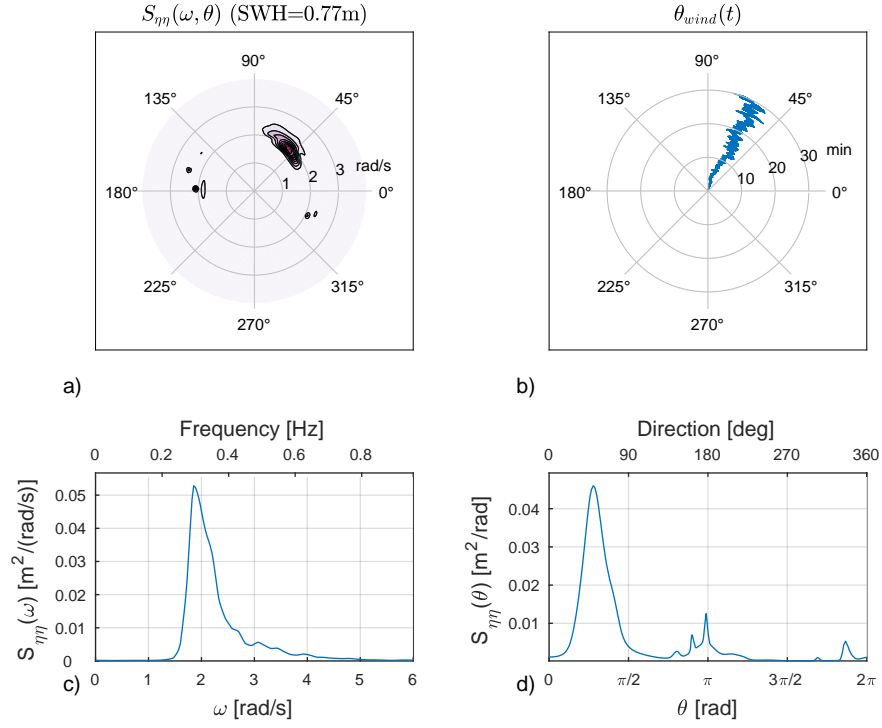 S_ηη(ω, θ) (SWH=0.77m)
90°
135°
45°
rad/s
1
2
3
180°
0°
225°
315°
270°
a)
θ_wind(t)
90°
135°
45°
min
10
20
30
180°
0°
225°
315°
270°
b)
Frequency [Hz]
0 0.2 0.4 0.6 0.8
S_ηη(ω) [m²/(rad/s)]
0.05
0.04
0.03
0.02
0.01
0
0 1 2 3 4 5 6
c)
ω [rad/s]
Direction [deg]
0 90 180 270 360
S_ηη(θ) [m²/rad]
0.04
0.03
0.02
0.01
0
0 π/2 π 3π/2 2π
d)
θ [rad]